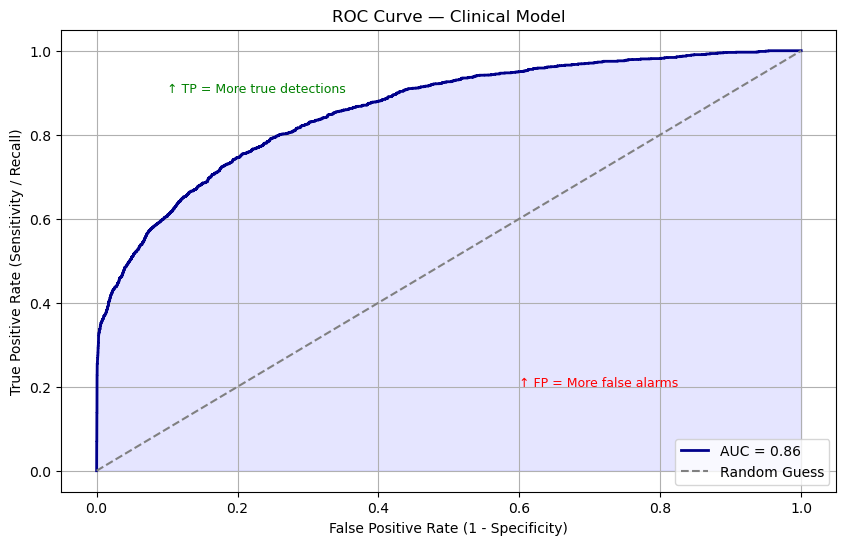 ROC Curve — Clinical Model
1.0
↑ TP = More true detections
0.8
0.6
0.4
0.2
↑ FP = More false alarms
0.0
True Positive Rate (Sensitivity / Recall)
AUC = 0.86
Random Guess
0.0 0.2 0.4 0.6 0.8 1.0
False Positive Rate (1 - Specificity)